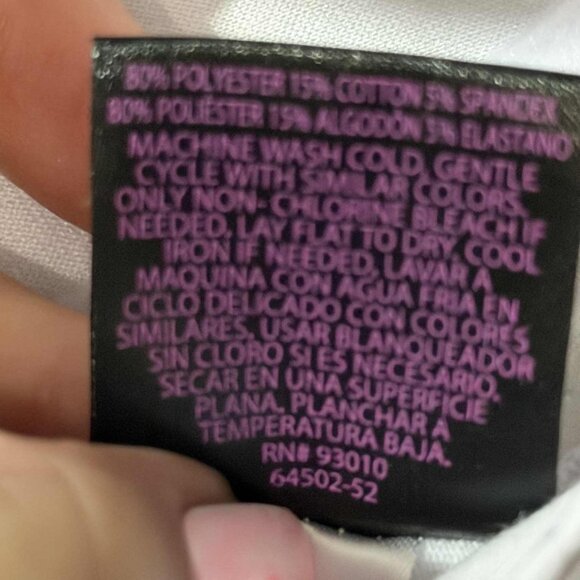 80% POLYESTER 15% COTTON 5% SPANDEX
80% POLIÉSTER 15% ALGODÓN 5% ELASTANO
MACHINE WASH COLD, GENTLE
CYCLE WITH SIMILAR COLORS,
ONLY NON- CHLORINE BLEACH IF
NEEDED. LAY FLAT TO DRY, COOL
IRON IF NEEDED. LAVAR A
MAQUINA CON AGUA FRIA EN
CICLO DELICADO CON COLORES
SIMILARES. USAR BLANQUEADOR
SIN CLORO SI ES NECESARIO.
SECAR EN UNA SUPERFICIE
PLANA. PLANCHAR A
TEMPERATURA BAJA.
RN# 93010
64502-52